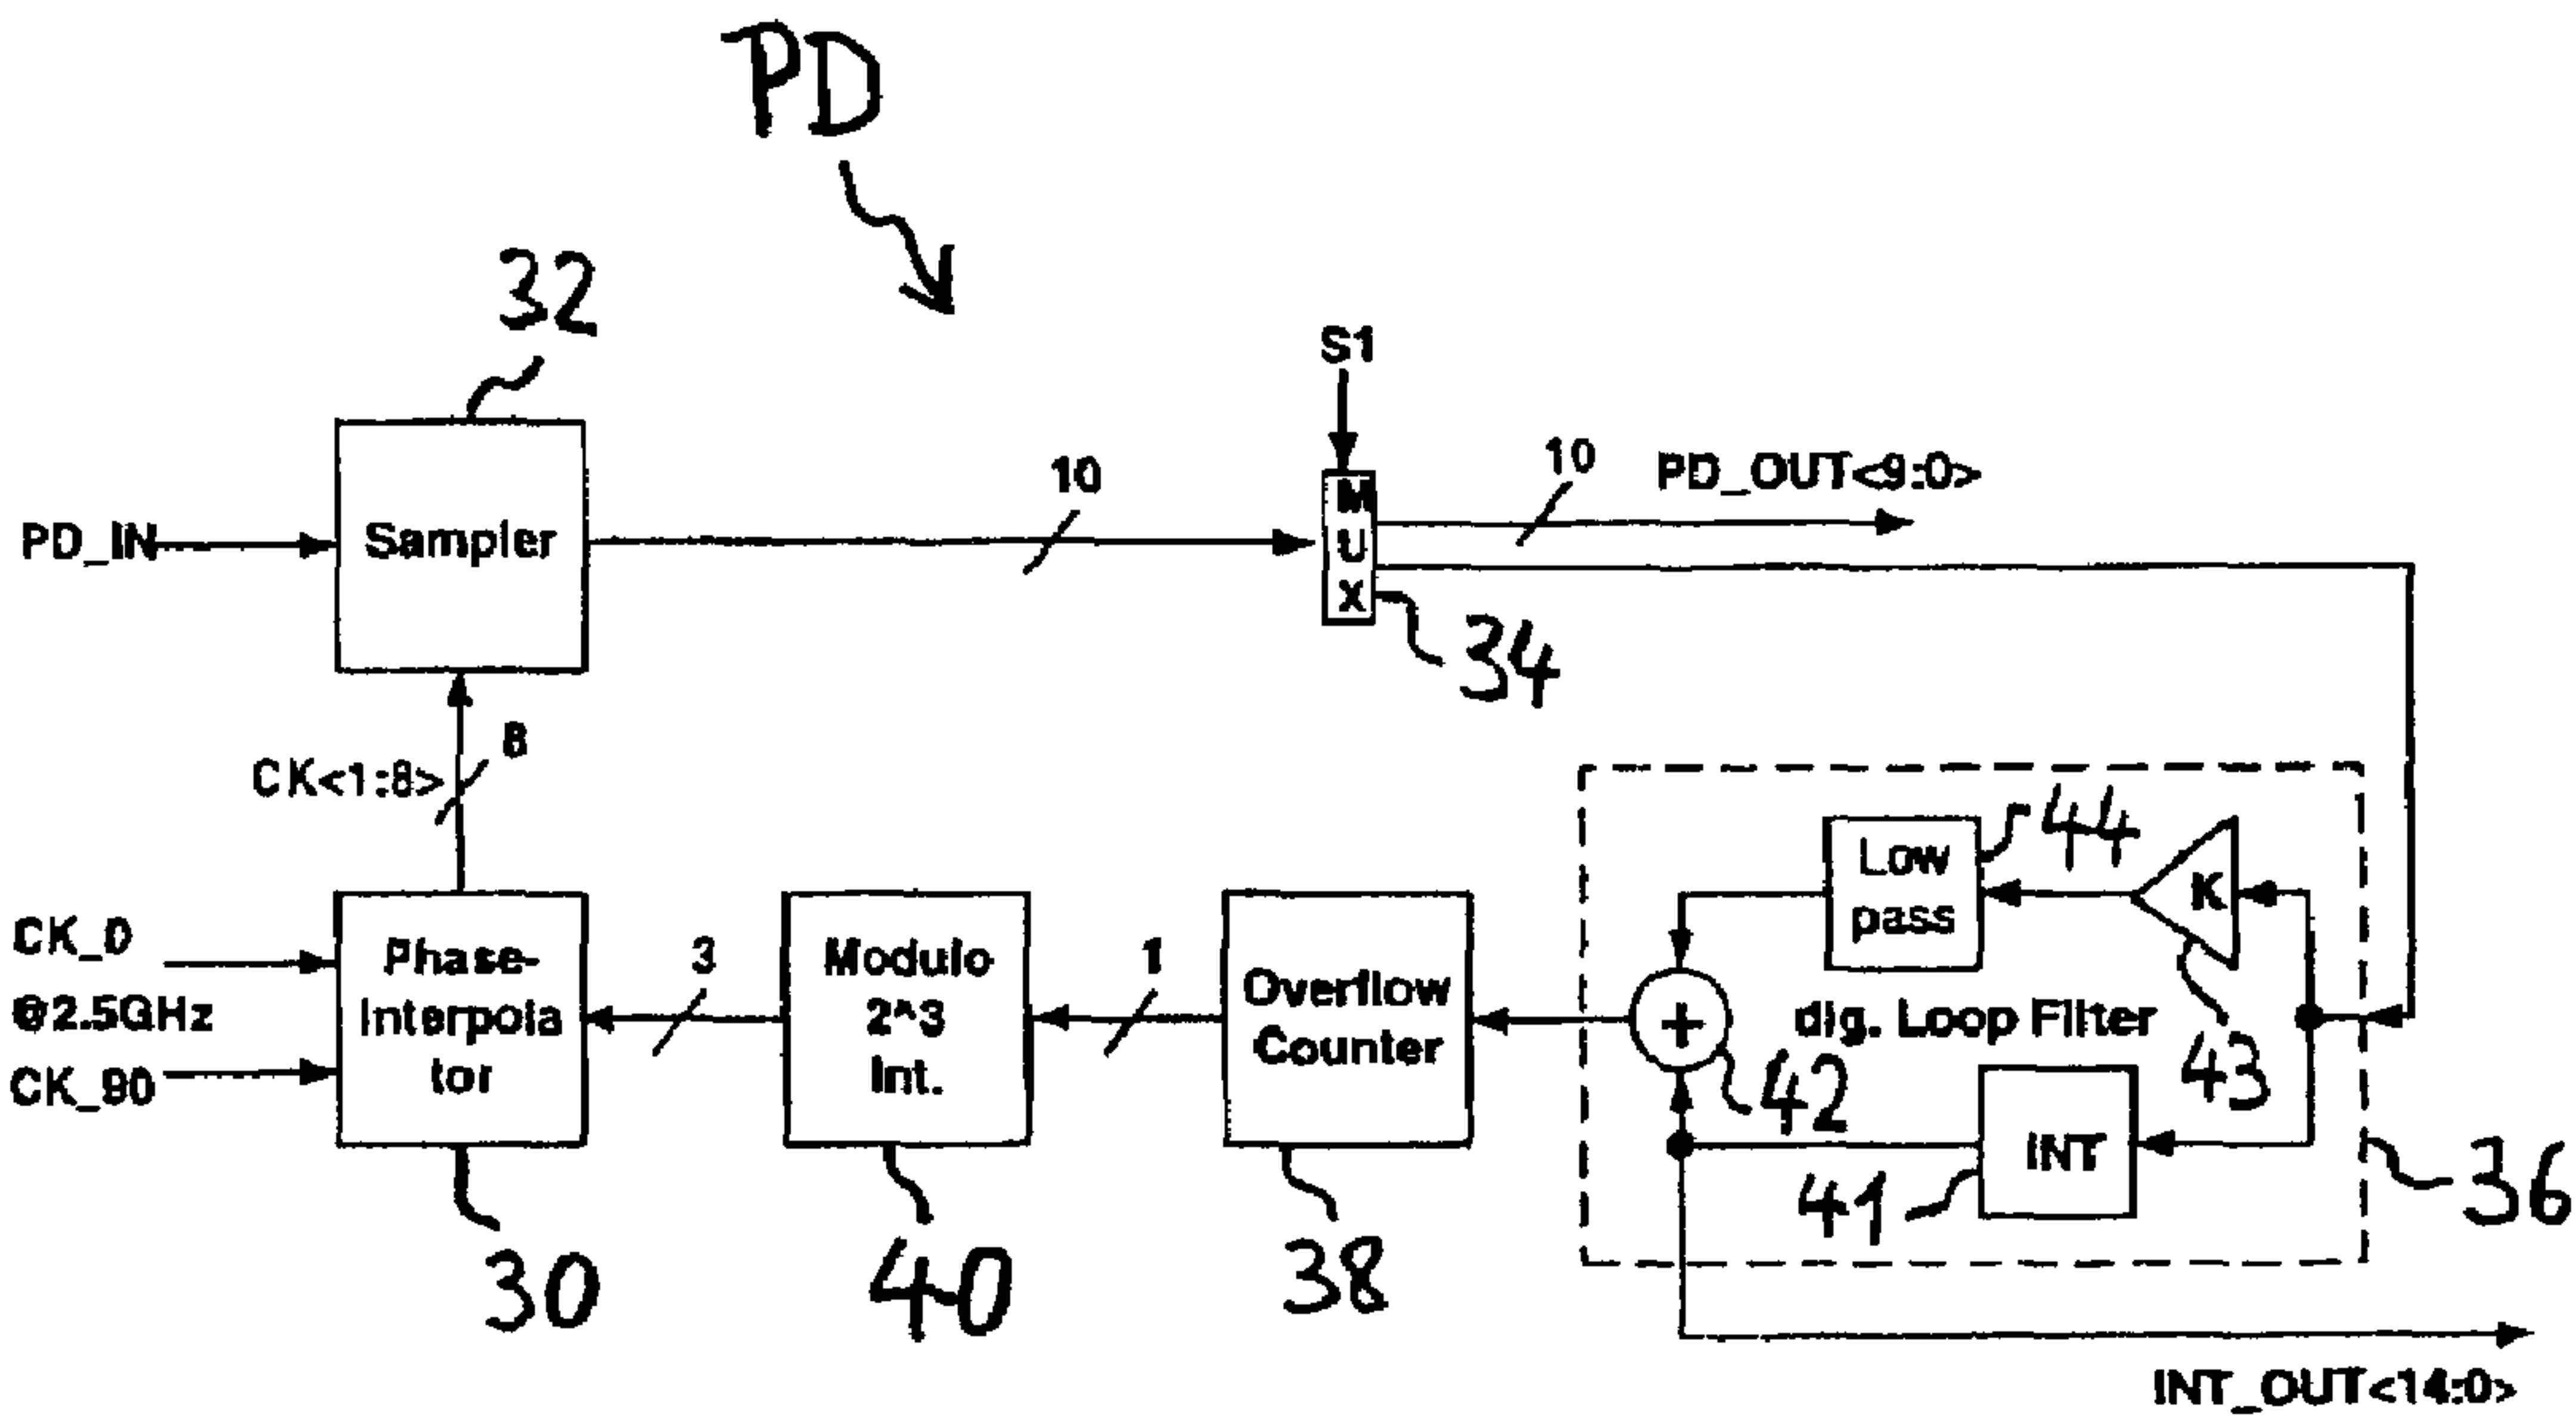 PD
32
S1
10
10
PD_OUT<9:0>
PD_IN
Sampler
M
U
X
34
8
CK<1:8>
44
Low
pass
K
CK_0
@2.5GHz
CK_90
Phase-
Interpola
tor
3
Modulo
2^3
Int.
1
Overflow
Counter
+
dig. Loop Filter
42
43
INT
41
36
30
40
38
INT_OUT<14:0>